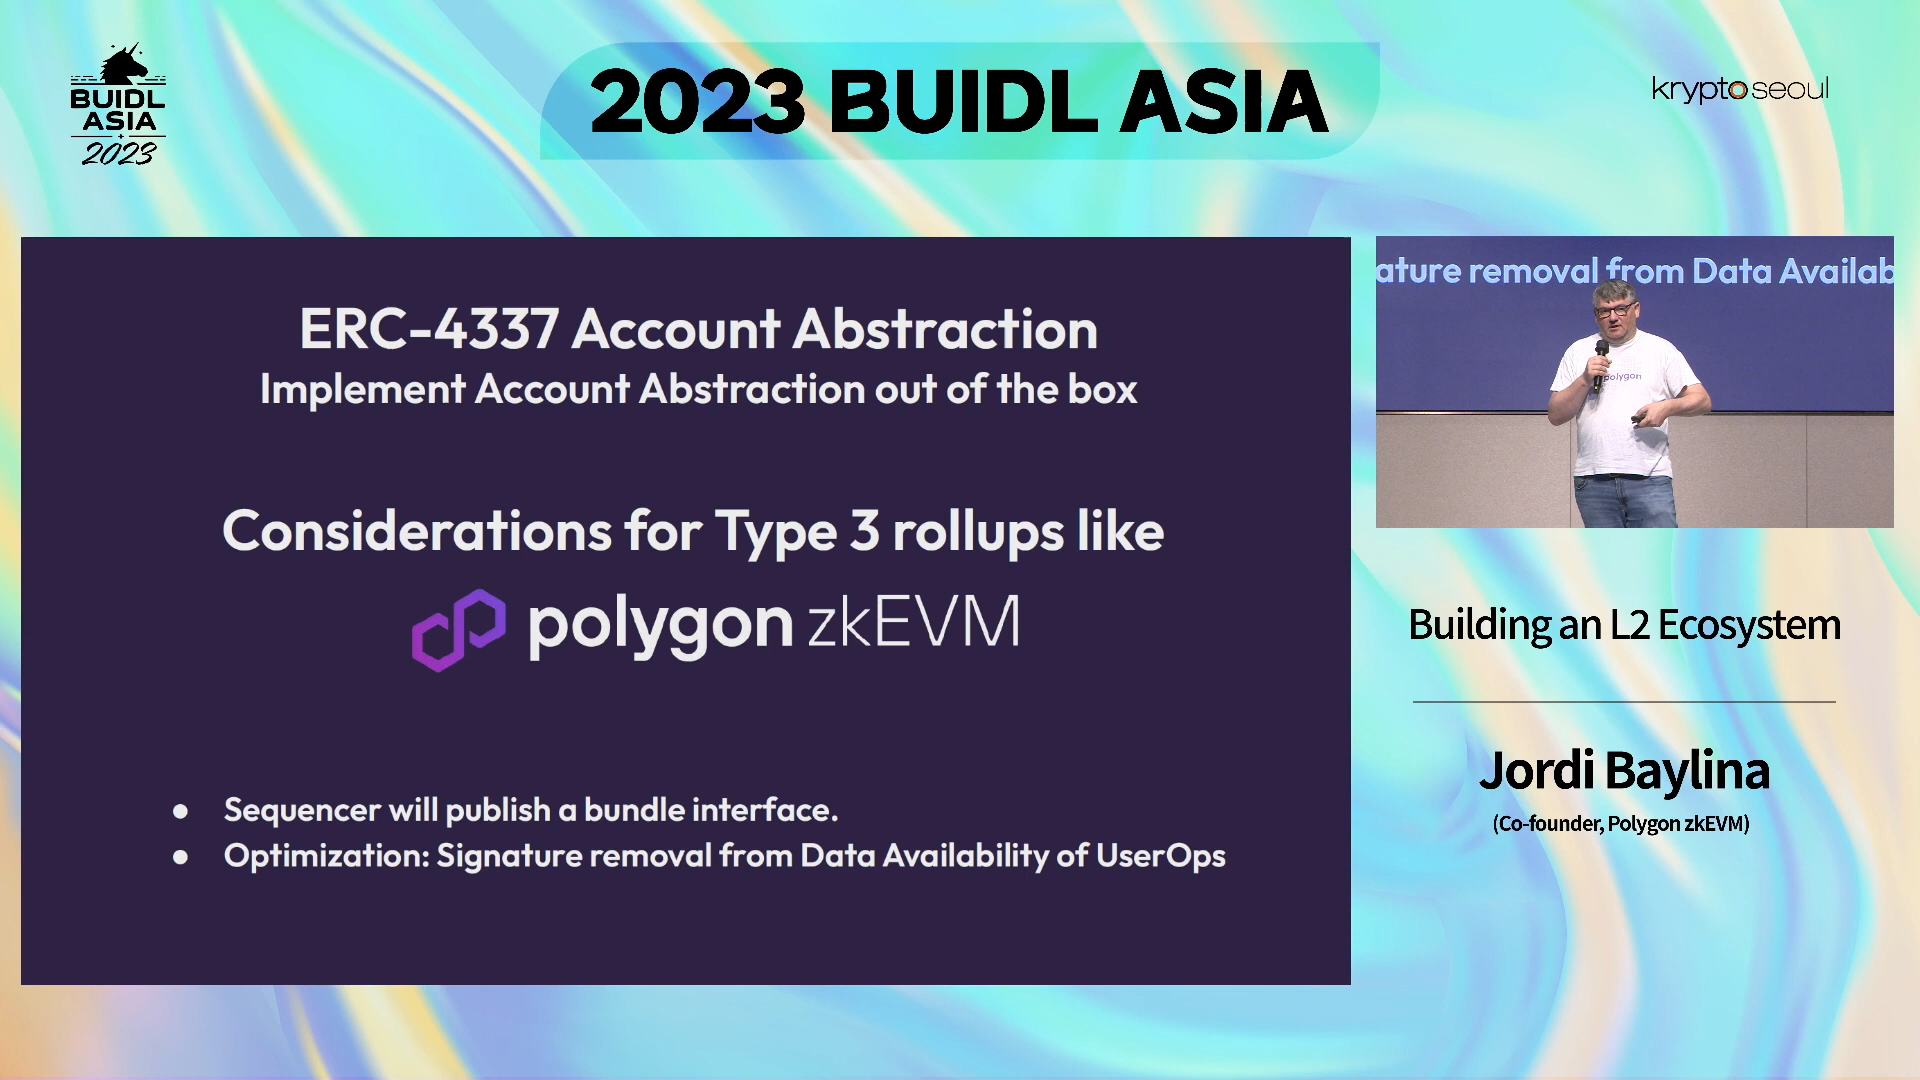 BUIDL
ASIA
2023
2023 BUIDL ASIA
kryptoseoul
ERC-4337 Account Abstraction
Implement Account Abstraction out of the box
Considerations for Type 3 rollups like
polygon zkEVM
● Sequencer will publish a bundle interface.
● Optimization: Signature removal from Data Availability of UserOps
ature removal from Data Availab
polygon
Building an L2 Ecosystem
Jordi Baylina
(Co-founder, Polygon zkEVM)